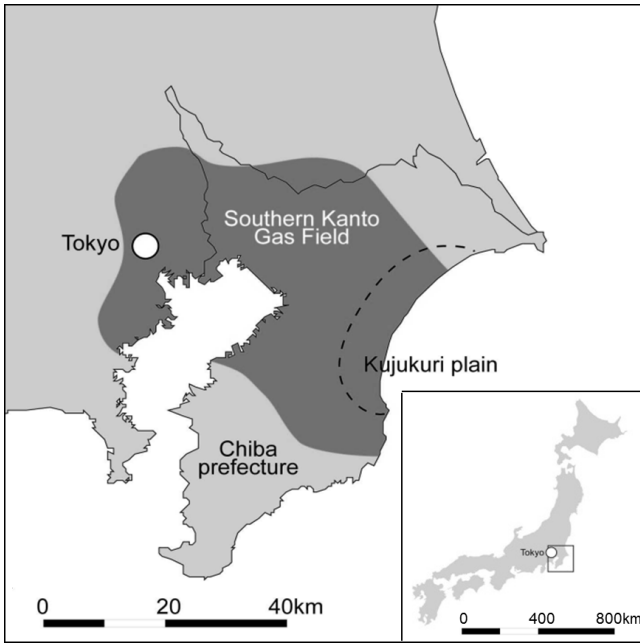 Southern Kanto
Gas Field
Tokyo
Kujukuri plain
Chiba
prefecture
0 20 40km
Tokyo
0 400 800km